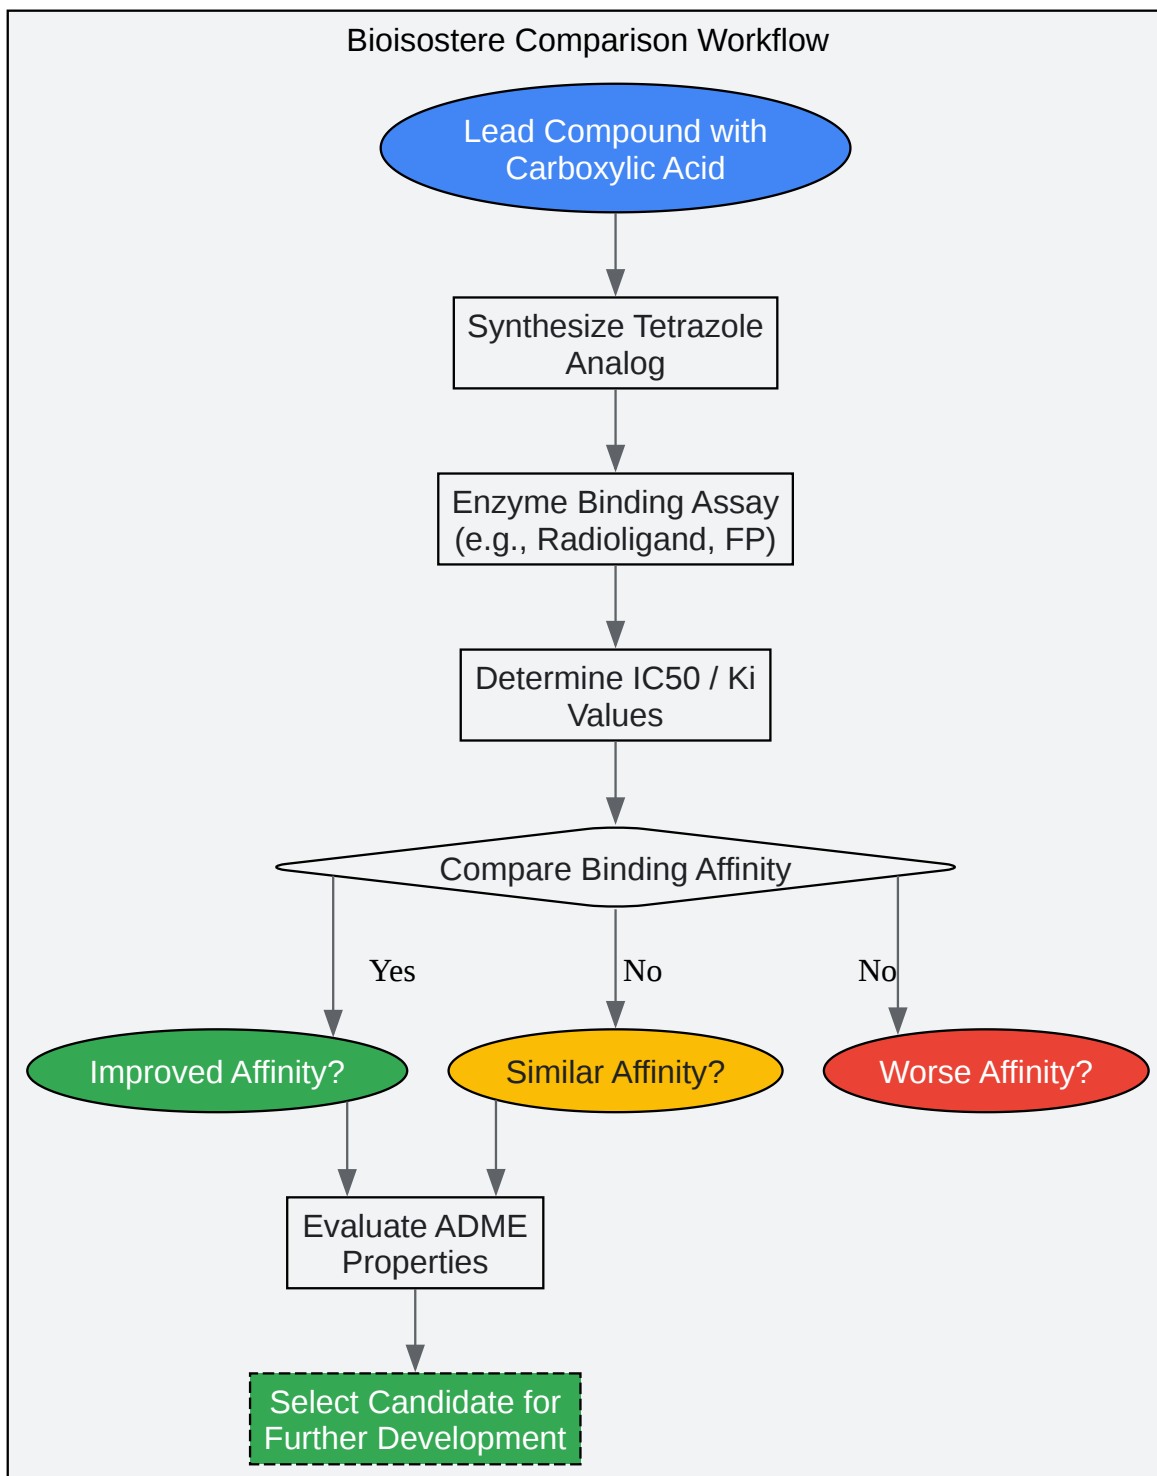 Bioisostere Comparison Workflow
Lead Compound with
Carboxylic Acid
Synthesize Tetrazole
Analog
Enzyme Binding Assay
(e.g., Radioligand, FP)
Determine IC50 / Ki
Values
Compare Binding Affinity
Yes
No
No
Improved Affinity?
Similar Affinity?
Worse Affinity?
Evaluate ADME
Properties
Select Candidate for
Further Development